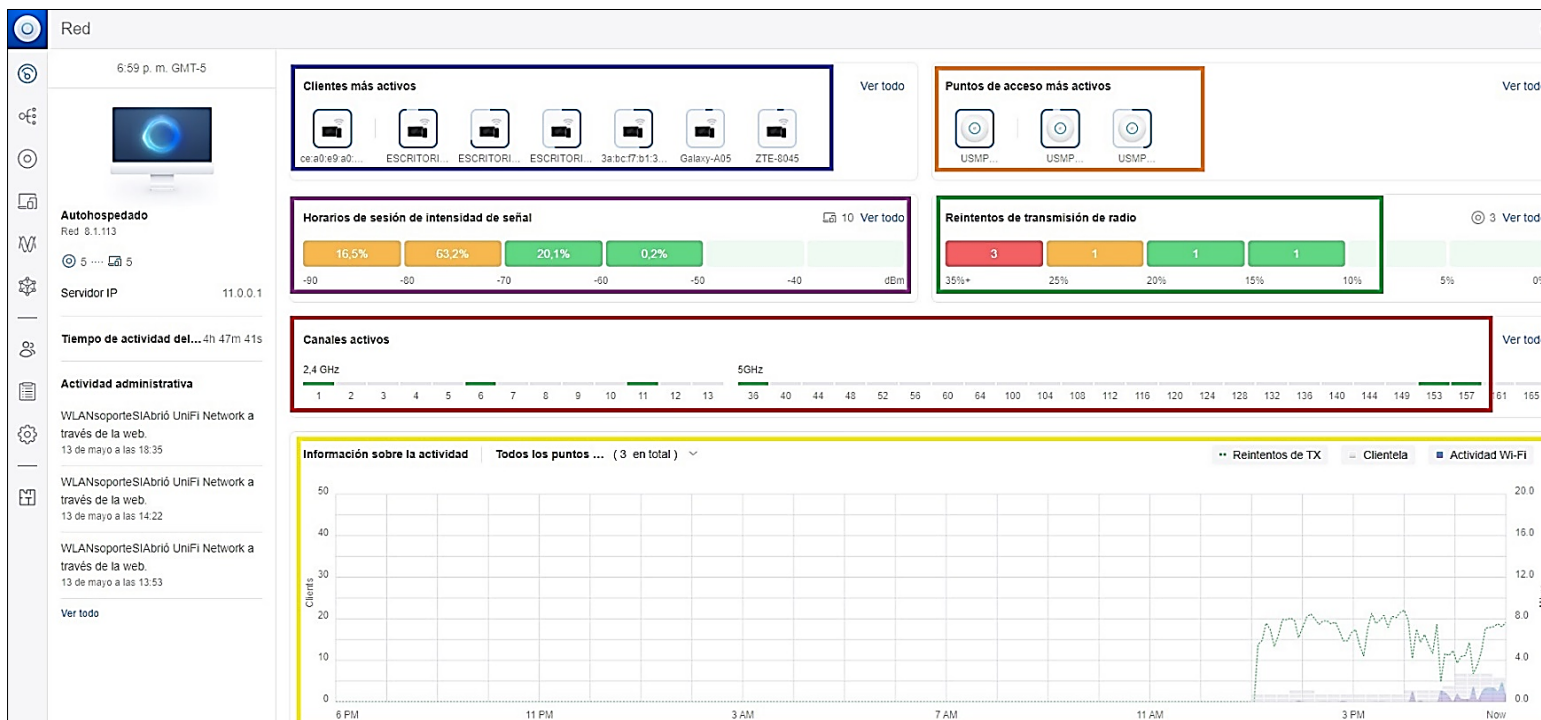 Red
6:59 p. m. GMT-5
Autohospedado
Red 8.1.113
5 ···· 5
Servidor IP 11.0.0.1
Tiempo de actividad del... 4h 47m 41s
Actividad administrativa
WLANsoporteSIAbrió UniFi Network a
través de la web.
13 de mayo a las 18:35
WLANsoporteSIAbrió UniFi Network a
través de la web.
13 de mayo a las 14:22
WLANsoporteSIAbrió UniFi Network a
través de la web.
13 de mayo a las 13:53
Ver todo
Clientes más activos Ver todo
ce:a0:e9:a0:... ESCRITORI... ESCRITORI... ESCRITORI... 3a:bc:f7:b1:3... Galaxy-A05 ZTE-8045
Puntos de acceso más activos Ver todo
USMP... USMP... USMP...
Horarios de sesión de intensidad de señal 10 Ver todo
16,5% 63,2% 20,1% 0,2%
-90 -80 -70 -60 -50 -40 dBm
Reintentos de transmisión de radio 3 Ver todo
3 1 1 1
35%+ 25% 20% 15% 10% 5% 0%
Canales activos Ver todo
2,4 GHz 5GHz
1 2 3 4 5 6 7 8 9 10 11 12 13 36 40 44 48 52 56 60 64 100 104 108 112 116 120 124 128 132 136 140 144 149 153 157 161 165
Información sobre la actividad Todos los puntos ... ( 3 en total ) Reintentos de TX Clientela Actividad Wi-Fi
50 20.0
40 16.0
30 12.0
Clients
20 8.0
10 4.0
0 0.0
6 PM 11 PM 3 AM 7 AM 11 AM 3 PM Now